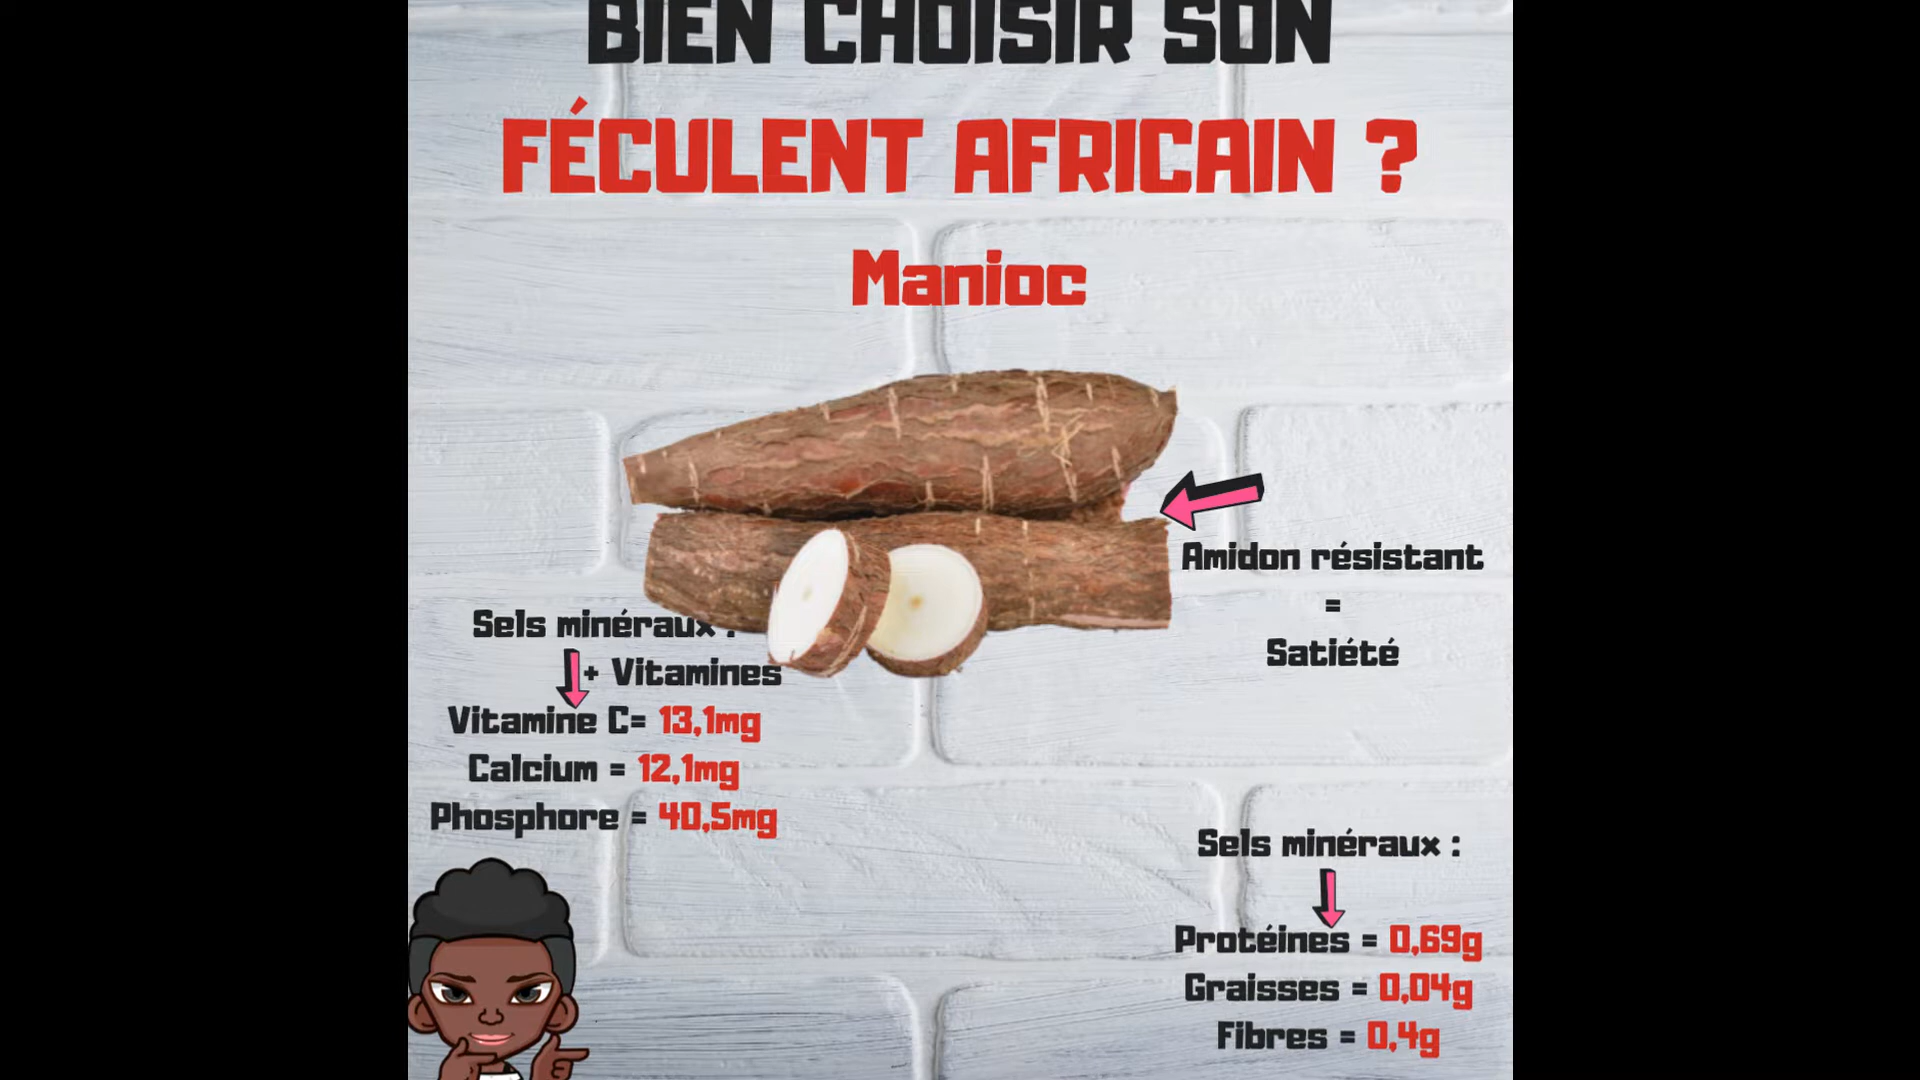 BIEN CHOISIR SON
FÉCULENT AFRICAIN ?
Manioc
Amidon résistant
=
Satiété
Sels minéraux :
+ Vitamines
Vitamine C= 13,1mg
Calcium = 12,1mg
Phosphore = 40,5mg
Sels minéraux :
Protéines = 0,69g
Graisses = 0,04g
Fibres = 0,4g